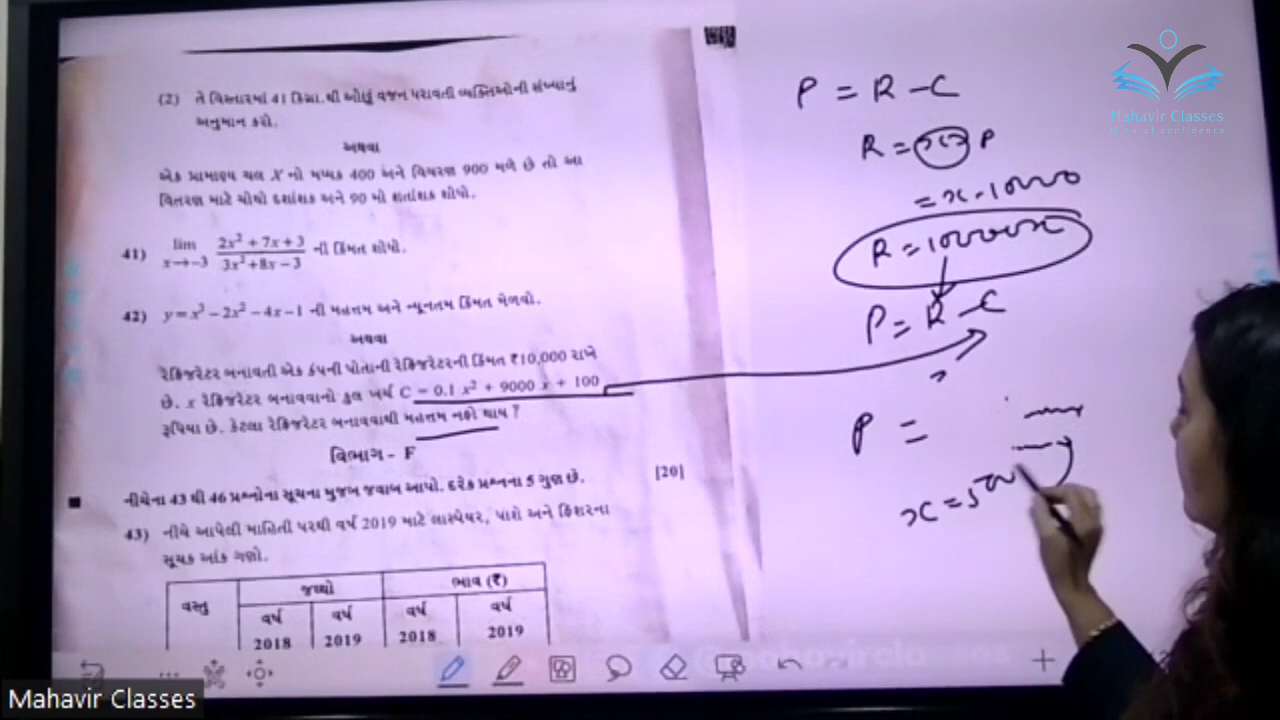 (2) તે વિસ્તારમાં 41 કિગ્રા. થી ઓછું વજન ધરાવતી વ્યક્તિઓની સંખ્યાનું
અનુમાન કરો.
અથવા
એક પ્રામાણ્ય ચલ X નો મધ્યક 400 અને વિચરણ 900 મળે છે તો આ
વિતરણ માટે ચોથો દશાંશક અને 90 મો શતાંશક શોધો.
41) lim x→-3 (2x² + 7x + 3)/(3x² + 8x − 3) ની કિંમત શોધો.
42) y = x³ − 2x² − 4x − 1 ની મહત્તમ અને ન્યૂનતમ કિંમત મેળવો.
અથવા
રેફ્રિજરેટર બનાવતી એક કંપની પોતાની રેફ્રિજરેટરની કિંમત ₹10,000 રાખે
છે. x રેફ્રિજરેટર બનાવવાનો કુલ ખર્ચ C = 0.1 x² + 9000 x + 100
રૂપિયા છે. કેટલા રેફ્રિજરેટર બનાવવાથી મહત્તમ નફો થાય ?
વિભાગ - F
નીચેના 43 થી 46 પ્રશ્નોના સૂચના મુજબ જવાબ આપો. દરેક પ્રશ્નના 5 ગુણ છે. [20]
43) નીચે આપેલી માહિતી પરથી વર્ષ 2019 માટે લાસ્પેયર, પાશે અને ફિશરના
સૂચક આંક ગણો.
વસ્તુ જથ્થો ભાવ (₹)
વર્ષ 2018 વર્ષ 2019 વર્ષ 2018 વર્ષ 2019
P = R - C
R = P
= x · 10000
R = 10000x
P = R - C
P =
x = 5000
Mahavir Classes
Mahavir Classes